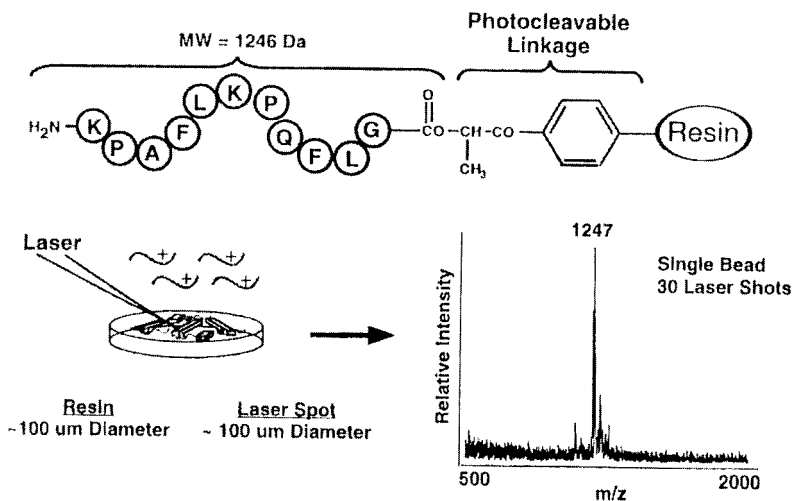 Photocleavable
Linkage
MW = 1246 Da
H₂N
K
P
A
F
L
K
P
Q
F
L
G
O
CO
CH
CO
CH₃
Resin
Laser
+
+
+
+
Resin
~100 um Diameter
Laser Spot
~ 100 um Diameter
1247
Single Bead
30 Laser Shots
Relative Intensity
500
2000
m/z